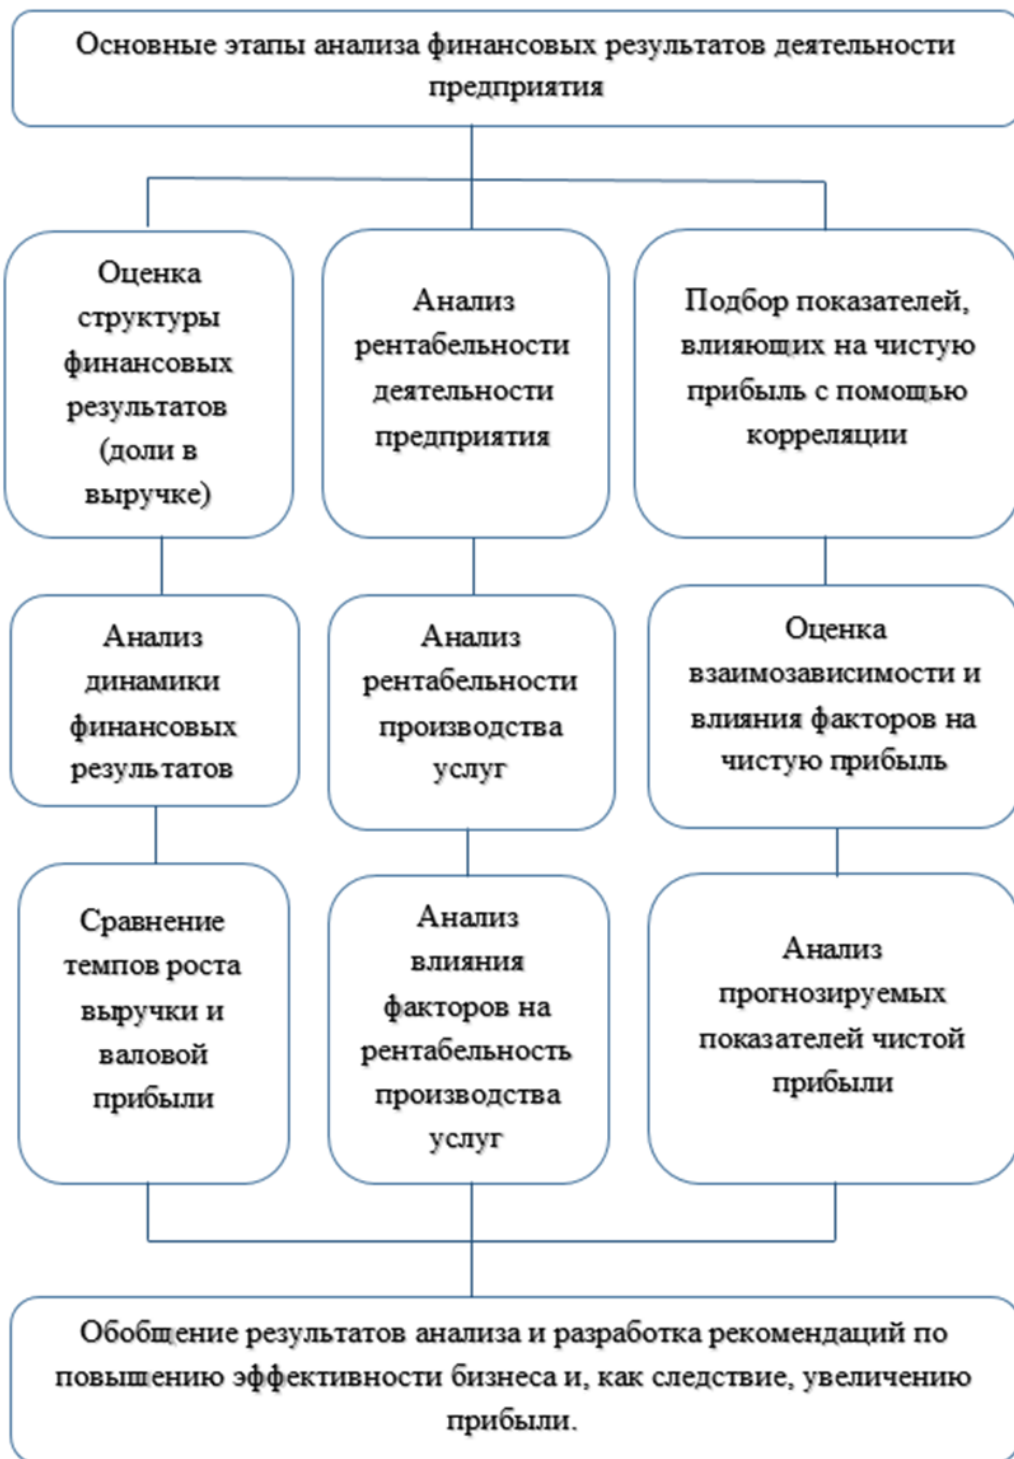 Основные этапы анализа финансовых результатов деятельности
предприятия
Оценка
структуры
финансовых
результатов
(доли в
выручке)
Анализ
рентабельности
деятельности
предприятия
Подбор показателей,
влияющих на чистую
прибыль с помощью
корреляции
Анализ
динамики
финансовых
результатов
Анализ
рентабельности
производства
услуг
Оценка
взаимозависимости и
влияния факторов на
чистую прибыль
Сравнение
темпов роста
выручки и
валовой
прибыли
Анализ
влияния
факторов на
рентабельность
производства
услуг
Анализ
прогнозируемых
показателей чистой
прибыли
Обобщение результатов анализа и разработка рекомендаций по
повышению эффективности бизнеса и, как следствие, увеличению
прибыли.